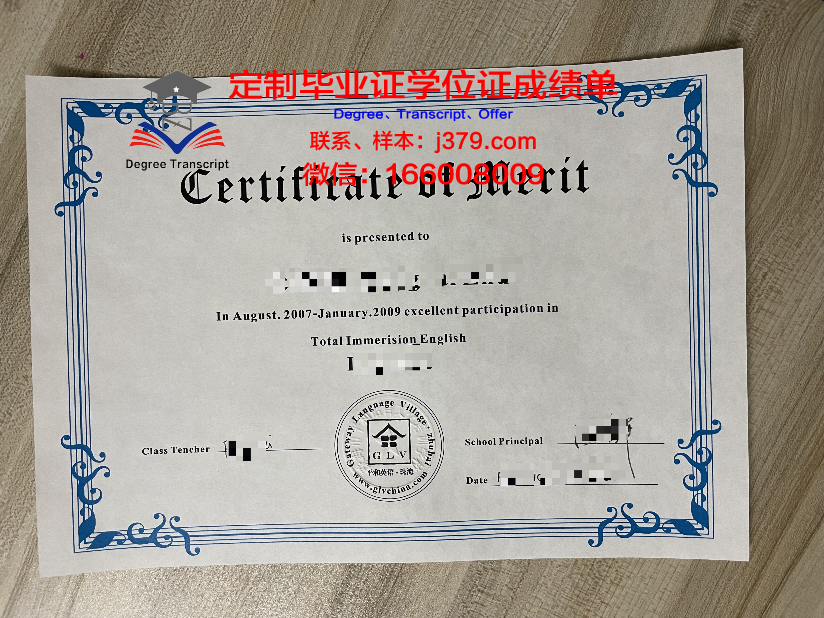 定制毕业证学位证成绩单
Degree、Transcript、Offer
联系、样本：j379.com
微信：166008009
Degree Transcript
Certificate of Merit
is presented to
In August. 2007-January.2009 excellent participation in
Total Immerision English
Class Tencher
Gateway Language Village. zhuhai
GLV
www.glvchina.com
School Principal
Date